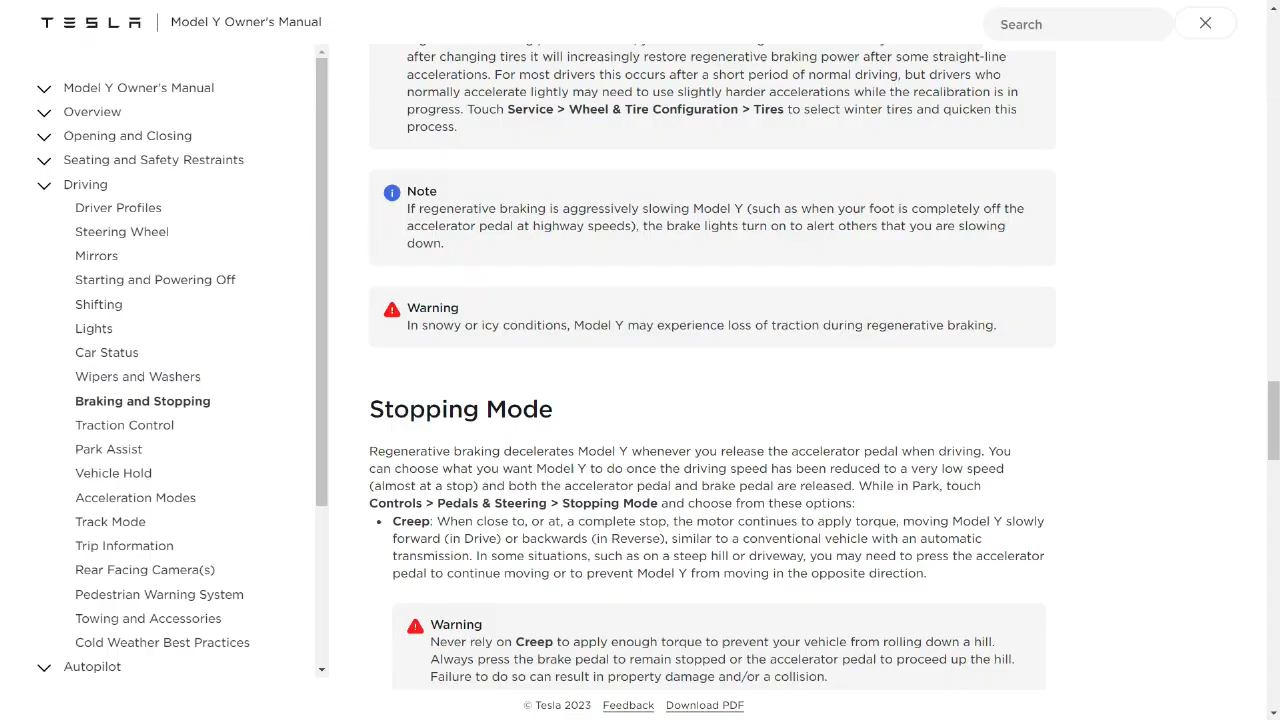 TESLA
Model Y Owner's Manual
Search
Model Y Owner's Manual
Overview
Opening and Closing
Seating and Safety Restraints
Driving
Driver Profiles
Steering Wheel
Mirrors
Starting and Powering Off
Shifting
Lights
Car Status
Wipers and Washers
Braking and Stopping
Traction Control
Park Assist
Vehicle Hold
Acceleration Modes
Track Mode
Trip Information
Rear Facing Camera(s)
Pedestrian Warning System
Towing and Accessories
Cold Weather Best Practices
Autopilot
after changing tires it will increasingly restore regenerative braking power after some straight-line
accelerations. For most drivers this occurs after a short period of normal driving, but drivers who
normally accelerate lightly may need to use slightly harder accelerations while the recalibration is in
progress. Touch Service > Wheel & Tire Configuration > Tires to select winter tires and quicken this
process.
Note
If regenerative braking is aggressively slowing Model Y (such as when your foot is completely off the
accelerator pedal at highway speeds), the brake lights turn on to alert others that you are slowing
down.
Warning
In snowy or icy conditions, Model Y may experience loss of traction during regenerative braking.
Stopping Mode
Regenerative braking decelerates Model Y whenever you release the accelerator pedal when driving. You
can choose what you want Model Y to do once the driving speed has been reduced to a very low speed
(almost at a stop) and both the accelerator pedal and brake pedal are released. While in Park, touch
Controls > Pedals & Steering > Stopping Mode and choose from these options:
• Creep: When close to, or at, a complete stop, the motor continues to apply torque, moving Model Y slowly
forward (in Drive) or backwards (in Reverse), similar to a conventional vehicle with an automatic
transmission. In some situations, such as on a steep hill or driveway, you may need to press the accelerator
pedal to continue moving or to prevent Model Y from moving in the opposite direction.
Warning
Never rely on Creep to apply enough torque to prevent your vehicle from rolling down a hill.
Always press the brake pedal to remain stopped or the accelerator pedal to proceed up the hill.
Failure to do so can result in property damage and/or a collision.
© Tesla 2023 Feedback Download PDF